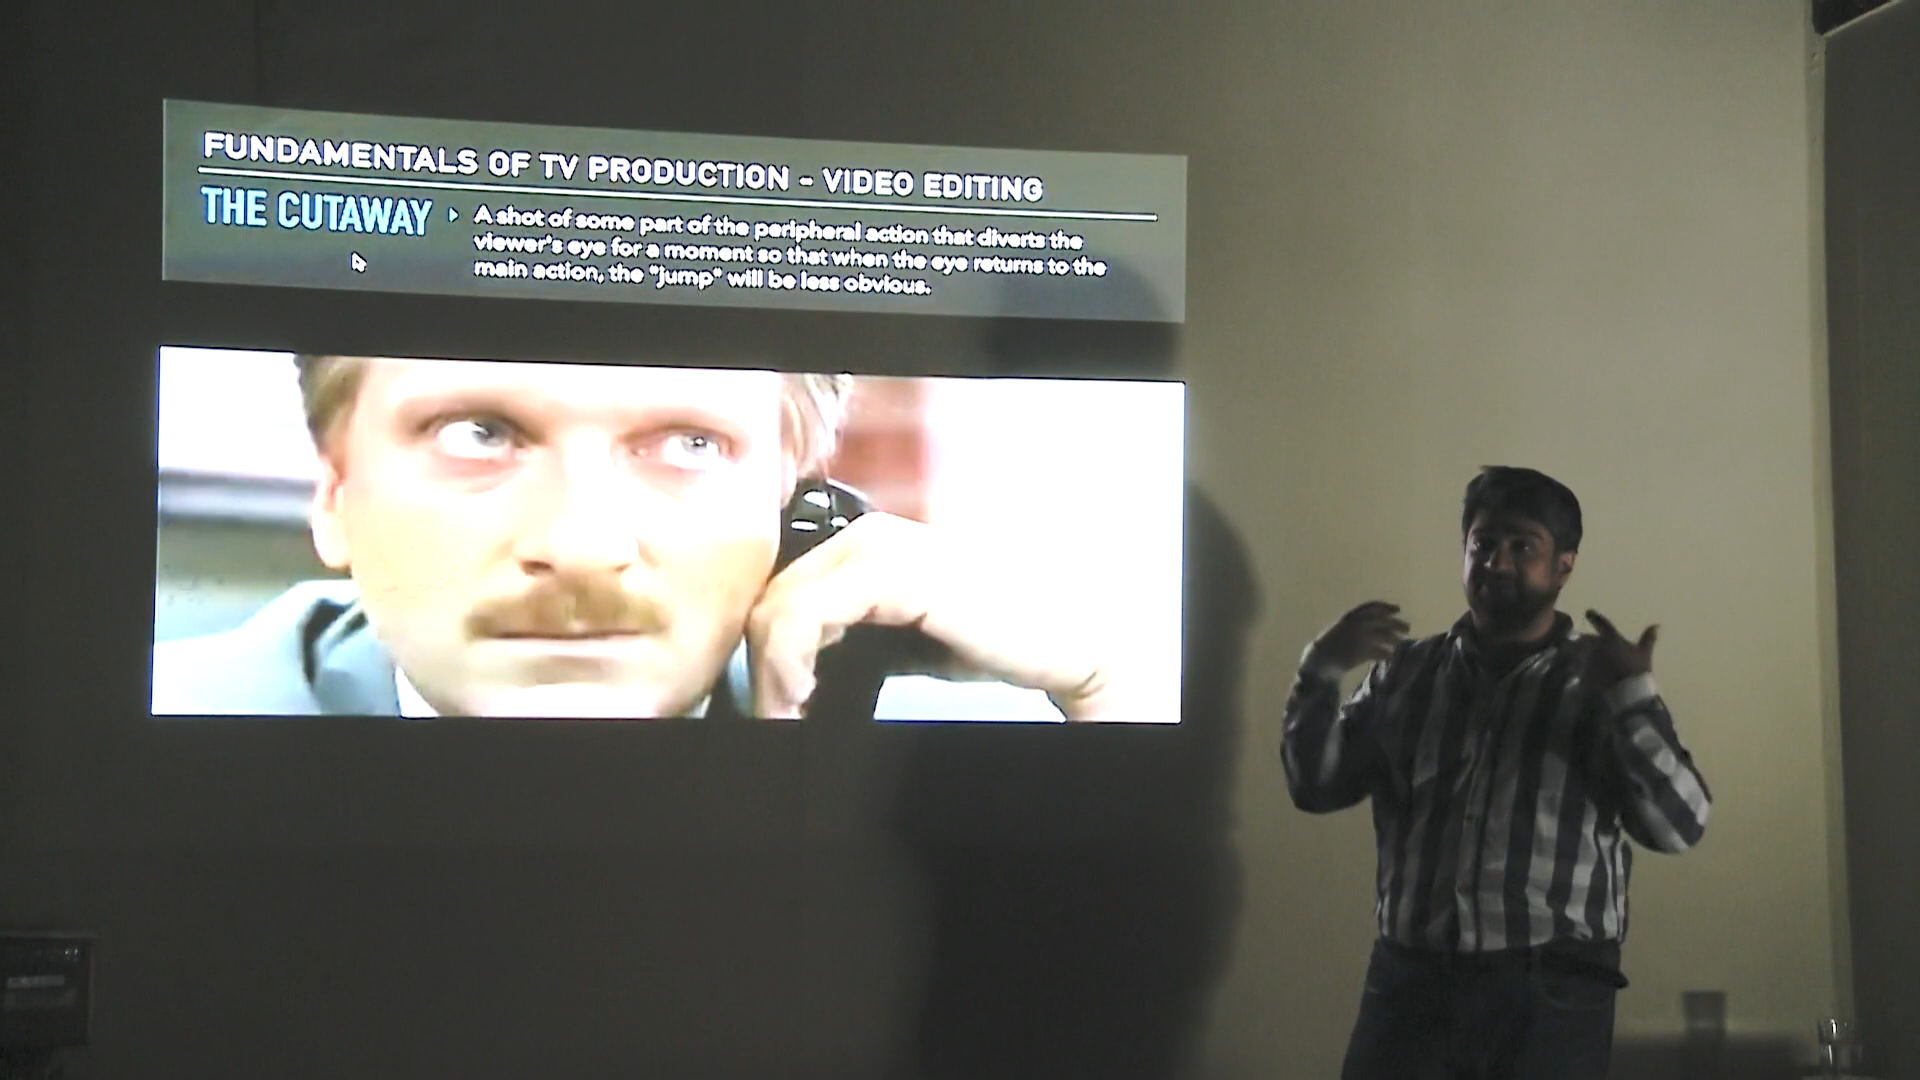 FUNDAMENTALS OF TV PRODUCTION - VIDEO EDITING
THE CUTAWAY
A shot of some part of the peripheral action that diverts the
viewer's eye for a moment so that when the eye returns to the
main action, the "jump" will be less obvious.